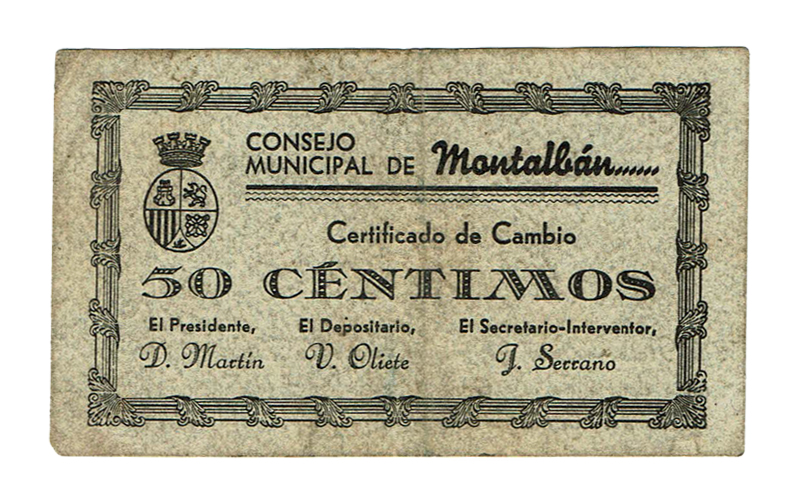 CONSEJO
MUNICIPAL DE Montalbán......
Certificado de Cambio
50 CÉNTIMOS
El Presidente, El Depositario, El Secretario-Interventor,
D. Martín V. Oliete J. Serrano